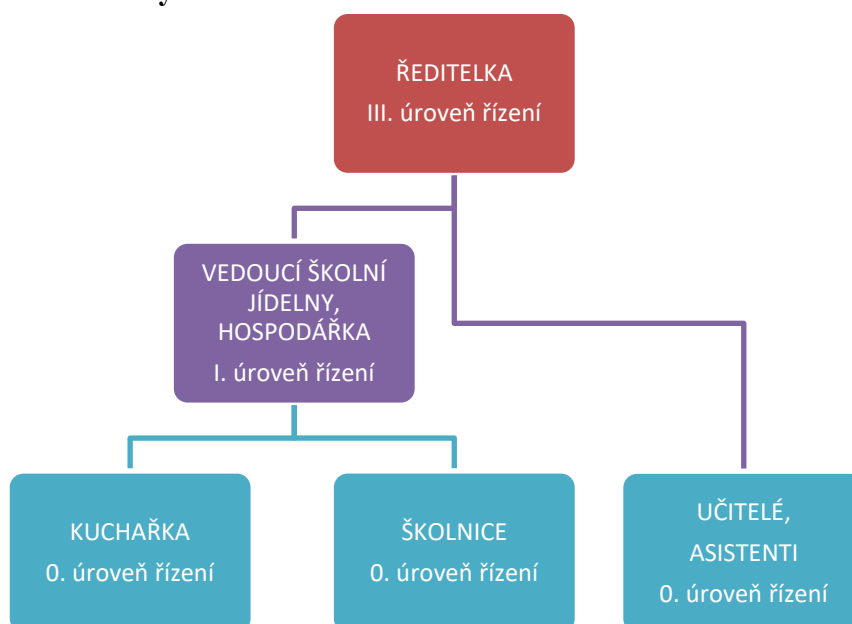 ŘEDITELKA
III. úroveň řízení
VEDOUCÍ ŠKOLNÍ
JÍDELNY,
HOSPODÁŘKA
I. úroveň řízení
KUCHAŘKA
0. úroveň řízení
ŠKOLNICE
0. úroveň řízení
UČITELÉ,
ASISTENTI
0. úroveň řízení